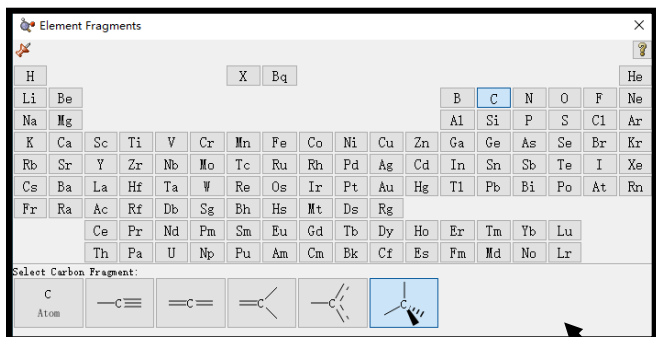 Element Fragments
H X Bq He
Li Be B C N O F Ne
Na Mg Al Si P S Cl Ar
K Ca Sc Ti V Cr Mn Fe Co Ni Cu Zn Ga Ge As Se Br Kr
Rb Sr Y Zr Nb Mo Tc Ru Rh Pd Ag Cd In Sn Sb Te I Xe
Cs Ba La Hf Ta W Re Os Ir Pt Au Hg Tl Pb Bi Po At Rn
Fr Ra Ac Rf Db Sg Bh Hs Mt Ds Rg
Ce Pr Nd Pm Sm Eu Gd Tb Dy Ho Er Tm Yb Lu
Th Pa U Np Pu Am Cm Bk Cf Es Fm Md No Lr
Select Carbon Fragment:
C C C C C C
Atom